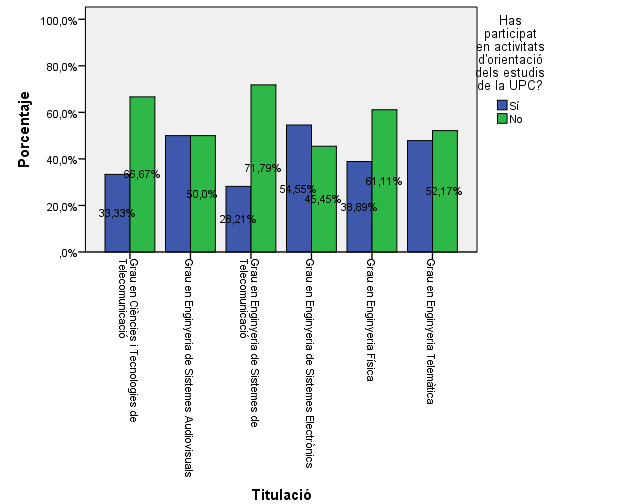 100,0%
80,0%
60,0%
40,0%
20,0%
,0%
Porcentaje
33,33%
66,67%
50,0%
28,21%
71,79%
54,55%
45,45%
38,89%
61,11%
52,17%
Grau en Ciències i Tecnologies de
Telecomunicació
Grau en Enginyeria de Sistemes Audiovisuals
Grau en Enginyeria de Sistemes de
Telecomunicació
Grau en Enginyeria de Sistemes Electrònics
Grau en Enginyeria Física
Grau en Enginyeria Telemàtica
Titulació
Has
participat
en activitats
d'orientació
dels estudis
de la UPC?
Sí
No